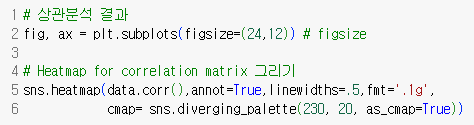 1 # 상관분석 결과
2 fig, ax = plt.subplots(figsize=(24,12)) # figsize
3
4 # Heatmap for correlation matrix 그리기
5 sns.heatmap(data.corr(),annot=True,linewidths=.5,fmt='.1g',
6 cmap= sns.diverging_palette(230, 20, as_cmap=True))